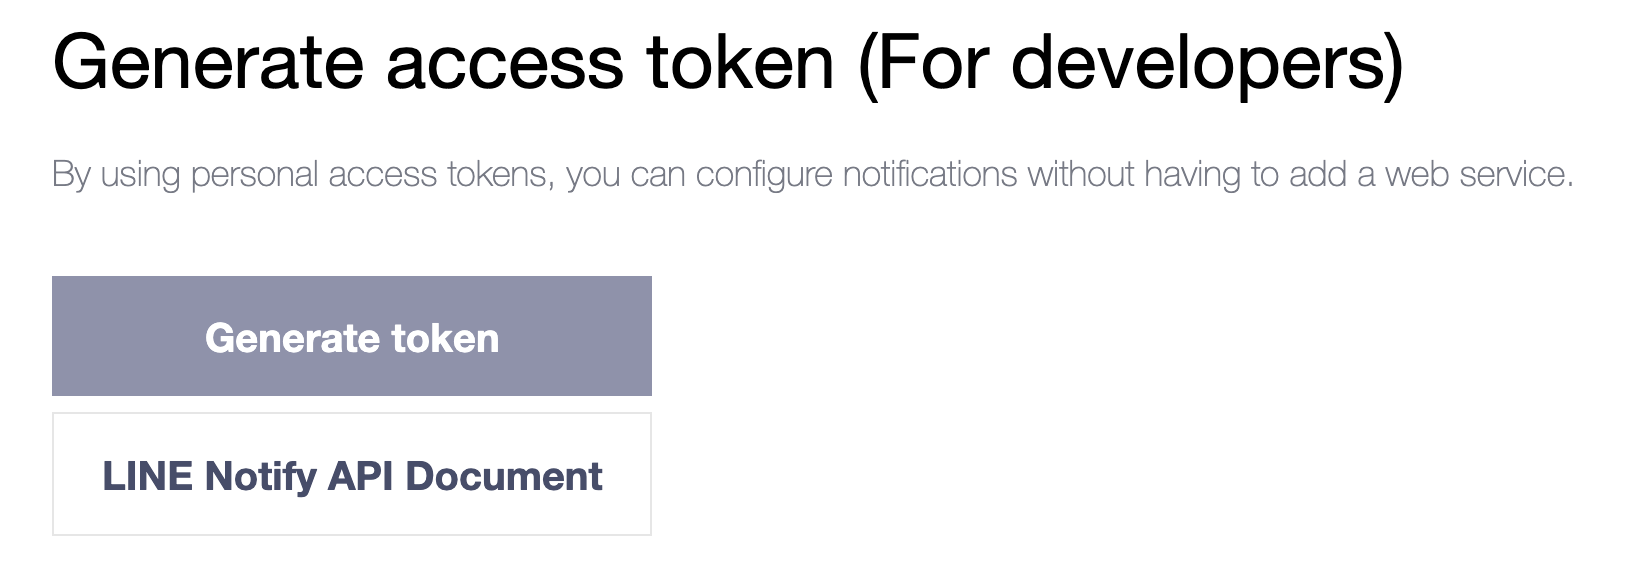 Generate access token (For developers)
By using personal access tokens, you can configure notifications without having to add a web service.
Generate token
LINE Notify API Document